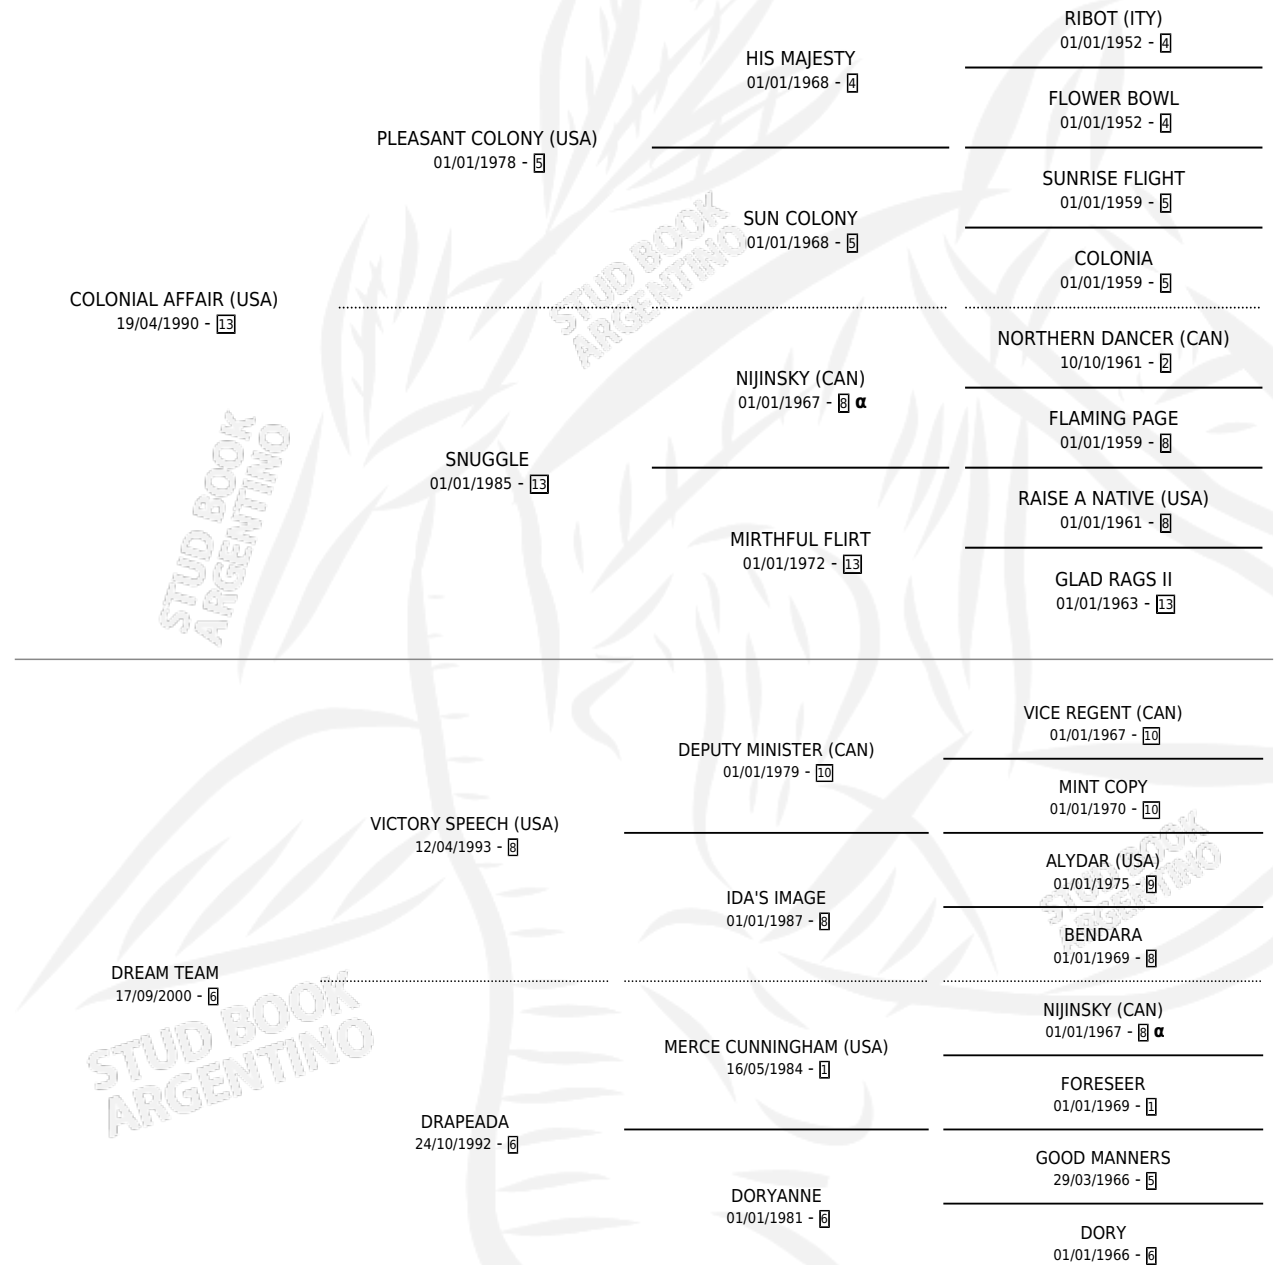 RIBOT (ITY)
01/01/1952 - 4
HIS MAJESTY
01/01/1968 - 4
FLOWER BOWL
01/01/1952 - 4
PLEASANT COLONY (USA)
01/01/1978 - 5
SUNRISE FLIGHT
01/01/1959 - 5
SUN COLONY
01/01/1968 - 5
COLONIA
01/01/1959 - 5
COLONIAL AFFAIR (USA)
19/04/1990 - 13
NORTHERN DANCER (CAN)
10/10/1961 - 2
NIJINSKY (CAN)
01/01/1967 - 8 α
FLAMING PAGE
01/01/1959 - 8
SNUGGLE
01/01/1985 - 13
RAISE A NATIVE (USA)
01/01/1961 - 8
MIRTHFUL FLIRT
01/01/1972 - 13
GLAD RAGS II
01/01/1963 - 13
STUD BOOK
ARGENTINO
STUD BOOK
ARGENTINO
VICE REGENT (CAN)
01/01/1967 - 10
DEPUTY MINISTER (CAN)
01/01/1979 - 10
MINT COPY
01/01/1970 - 10
VICTORY SPEECH (USA)
12/04/1993 - 8
ALYDAR (USA)
01/01/1975 - 9
IDA'S IMAGE
01/01/1987 - 8
BENDARA
01/01/1969 - 8
DREAM TEAM
17/09/2000 - 6
NIJINSKY (CAN)
01/01/1967 - 8 α
MERCE CUNNINGHAM (USA)
16/05/1984 - 1
FORESEER
01/01/1969 - 1
DRAPEADA
24/10/1992 - 6
GOOD MANNERS
29/03/1966 - 5
DORYANNE
01/01/1981 - 6
DORY
01/01/1966 - 6
STUD BOOK
ARGENTINO
STUD BOOK
ARGENTINO